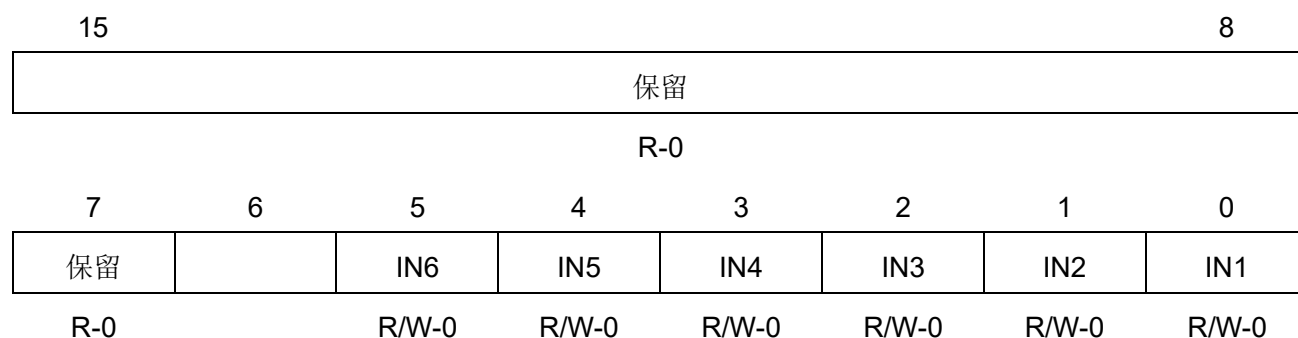 15 8
保留
R-0
7 6 5 4 3 2 1 0
保留 IN6 IN5 IN4 IN3 IN2 IN1
R-0 R/W-0 R/W-0 R/W-0 R/W-0 R/W-0 R/W-0